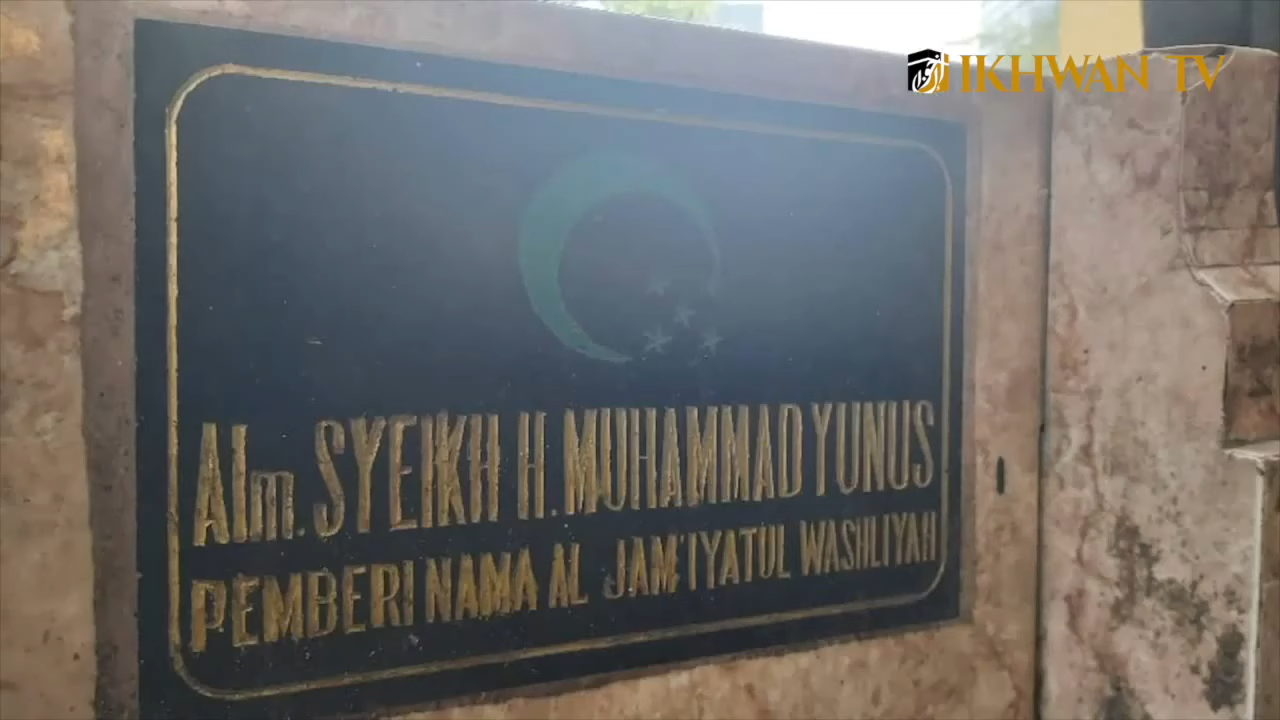 IKHWAN TV
Alm. SYEIKH H. MUHAMMAD YUNUS
PEMBERI NAMA AL JAM'IYATUL WASHLIYAH